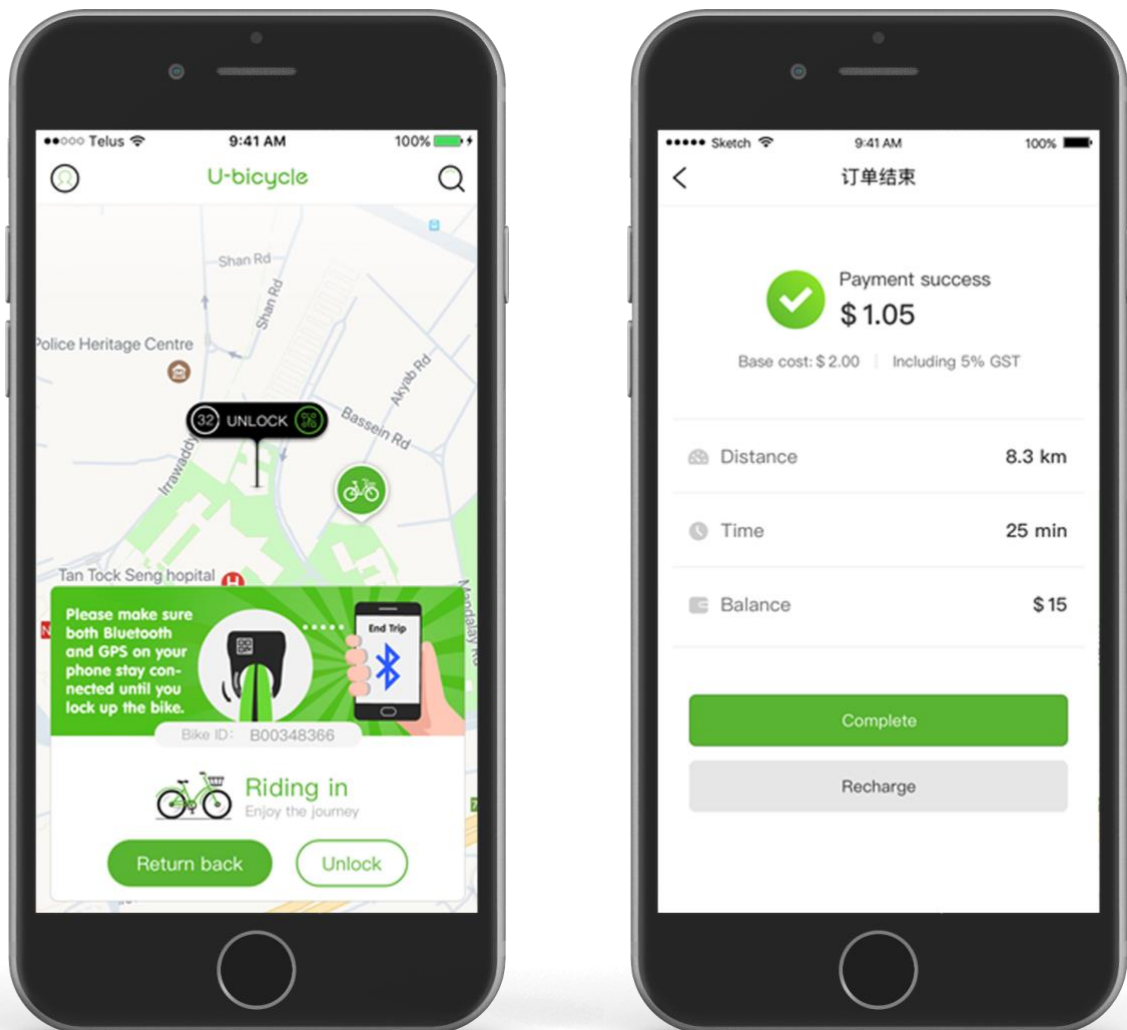 Telus
9:41 AM
100%
U-bicycle
Shan Rd
Shan Rd
Police Heritage Centre
Akyab Rd
32 UNLOCK
Bassein Rd
Irrawaddy
Tan Tock Seng hopital
H
Mandalay Rd
N
Please make sure
both Bluetooth
and GPS on your
phone stay con-
nected until you
lock up the bike.
End Trip
Bike ID: B00348366
Riding in
Enjoy the journey
Return back
Unlock
Sketch
9:41 AM
100%
订单结束
Payment success
$ 1.05
Base cost: $ 2.00 | Including 5% GST
Distance 8.3 km
Time 25 min
Balance $ 15
Complete
Recharge